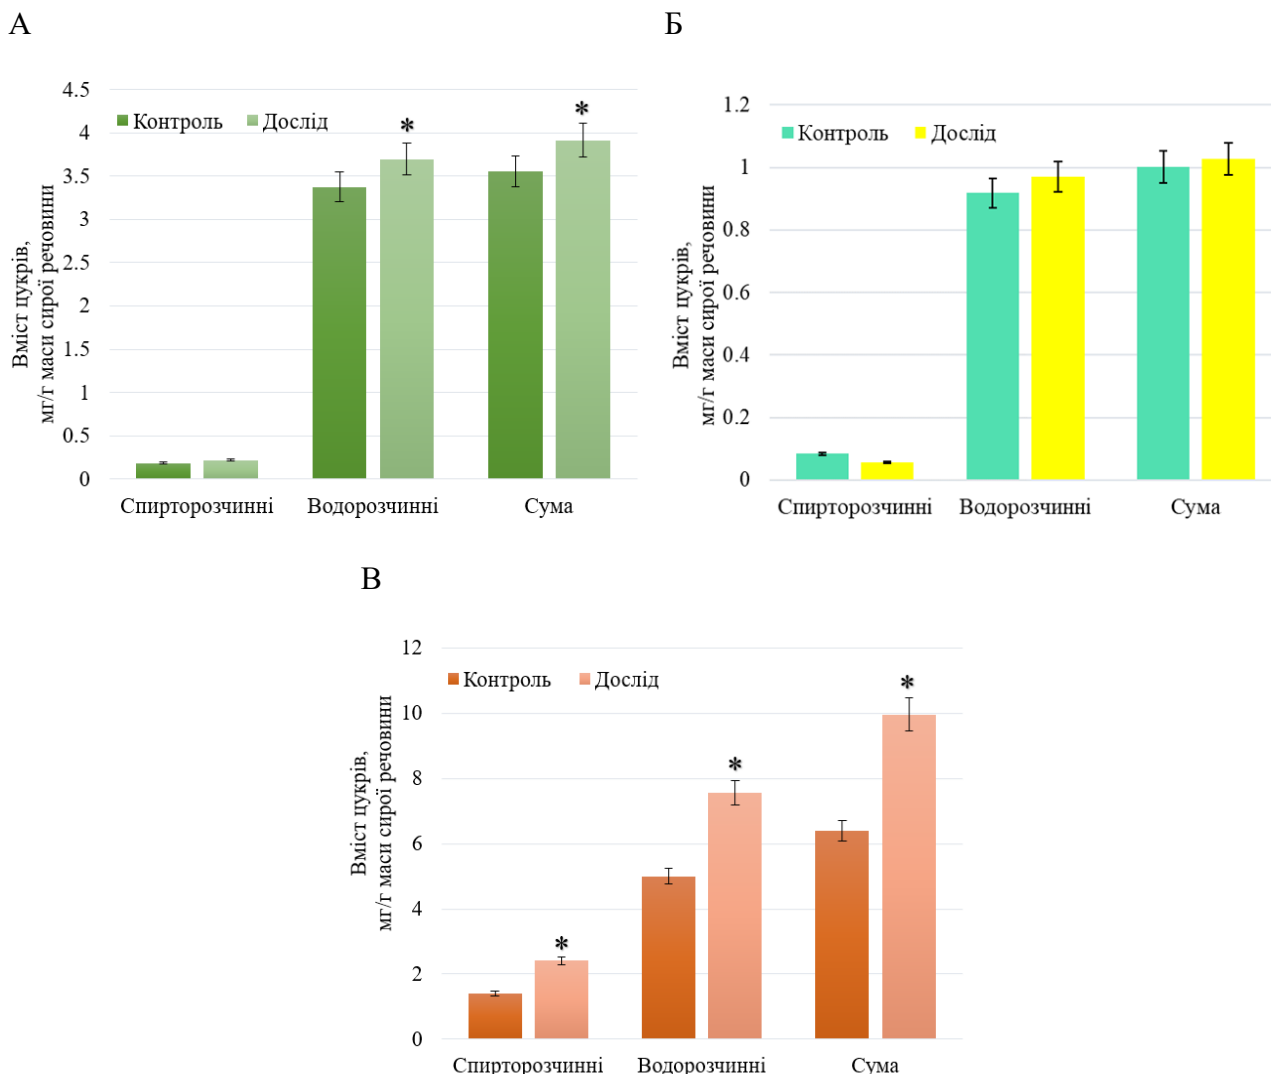 А
Вміст цукрів,
мг/г маси сирої речовини
4.5
4
3.5
3
2.5
2
1.5
1
0.5
0
Контроль Дослід
*
*
Спирторозчинні Водорозчинні Сума
Б
Вміст цукрів,
мг/г маси сирої речовини
1.2
1
0.8
0.6
0.4
0.2
0
Контроль Дослід
Спирторозчинні Водорозчинні Сума
В
Вміст цукрів,
мг/г маси сирої речовини
12
10
8
6
4
2
0
Контроль Дослід
*
*
*
Спирторозчинні Водорозчинні Сума